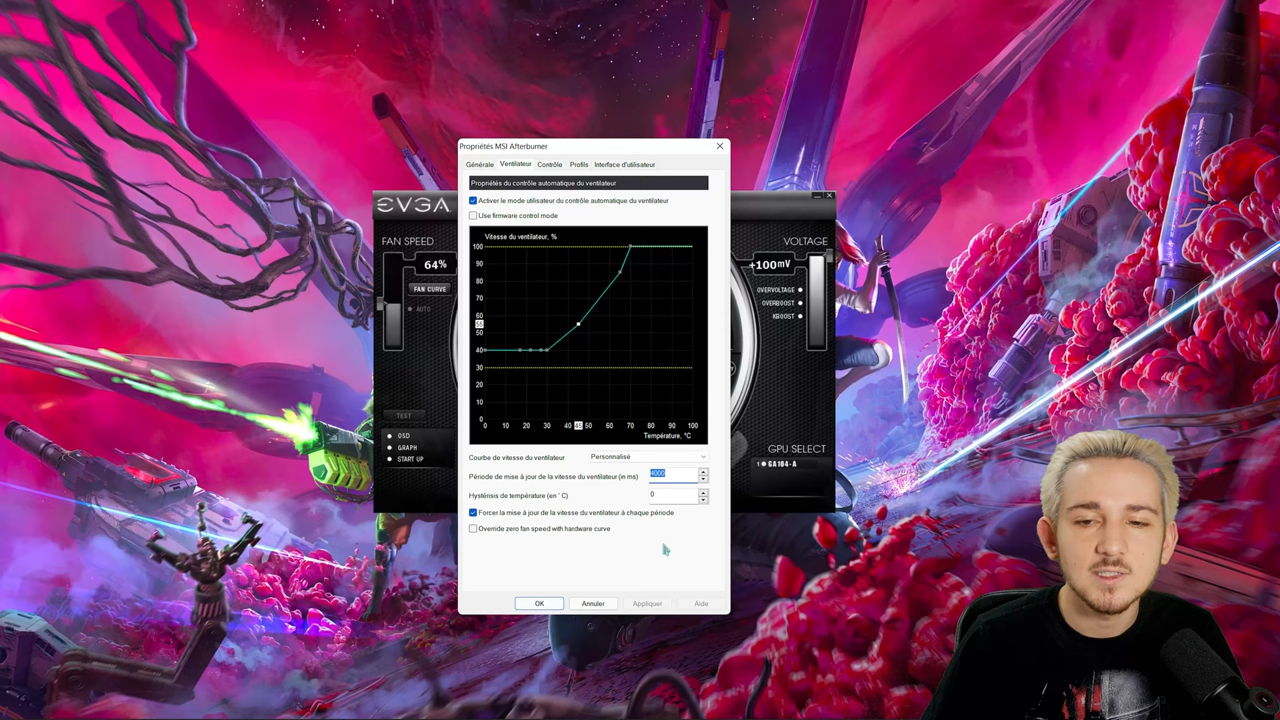 Propriétés MSI Afterburner
Générale Ventilateur Contrôle Profils Interface d'utilisateur
Propriétés du contrôle automatique du ventilateur
Activer le mode utilisateur du contrôle automatique du ventilateur
Use firmware control mode
Vitesse du ventilateur, %
100
90
80
70
60
55
50
40
30
20
10
0
0 10 20 30 40 45 50 60 70 80 90 100
Température, °C
Courbe de vitesse du ventilateur Personnalisé
Période de mise à jour de la vitesse du ventilateur (in ms) 4000
Hystérisis de température (en ° C) 0
Forcer la mise à jour de la vitesse du ventilateur à chaque période
Override zero fan speed with hardware curve
OK Annuler Appliquer Aide
EVGA
FAN SPEED
64%
FAN CURVE
AUTO
TEST
OSD
GRAPH
START UP
VOLTAGE
+100mV
OVERVOLTAGE
OVERBOOST
KBOOST
GPU SELECT
1 GA104-A